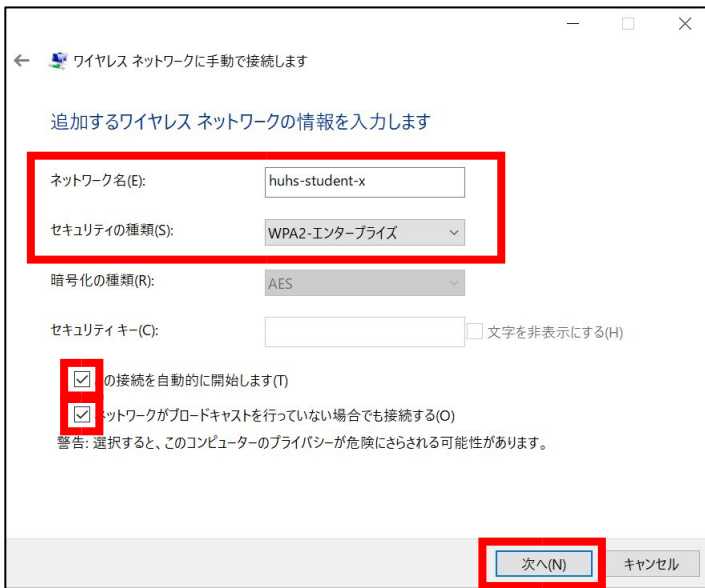 ワイヤレス ネットワークに手動で接続します
追加するワイヤレス ネットワークの情報を入力します
ネットワーク名(E): huhs-student-x
セキュリティの種類(S): WPA2-エンタープライズ
暗号化の種類(R): AES
セキュリティ キー(C): 文字を非表示にする(H)
の接続を自動的に開始します(T)
ットワークがブロードキャストを行っていない場合でも接続する(O)
警告: 選択すると、このコンピューターのプライバシーが危険にさらされる可能性があります。
次へ(N) キャンセル